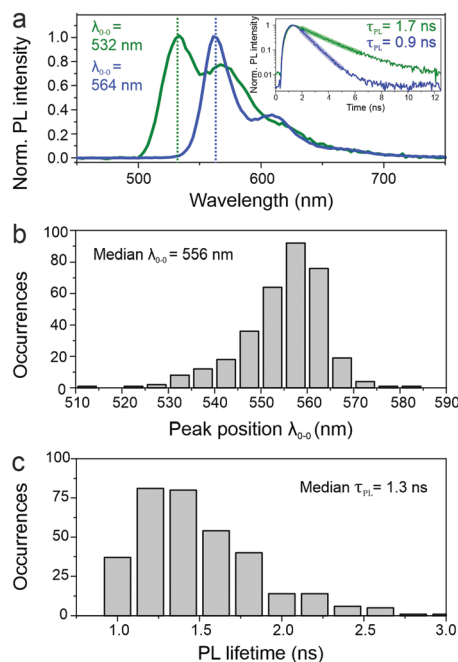 a
λ0-0 =
532 nm
λ0-0 =
564 nm
τPL = 1.7 ns
τPL = 0.9 ns
Norm. PL intensity
1
0.1
0.01
0 2 4 6 8 10 12
Time (ns)
Norm. PL intensity
1.0
0.8
0.6
0.4
0.2
0.0
500 600 700
Wavelength (nm)
b
Median λ0-0 = 556 nm
Occurrences
100
80
60
40
20
0
510 520 530 540 550 560 570 580 590
Peak position λ0-0 (nm)
c
Median τPL = 1.3 ns
Occurrences
100
75
50
25
0
1.0 1.5 2.0 2.5 3.0
PL lifetime (ns)